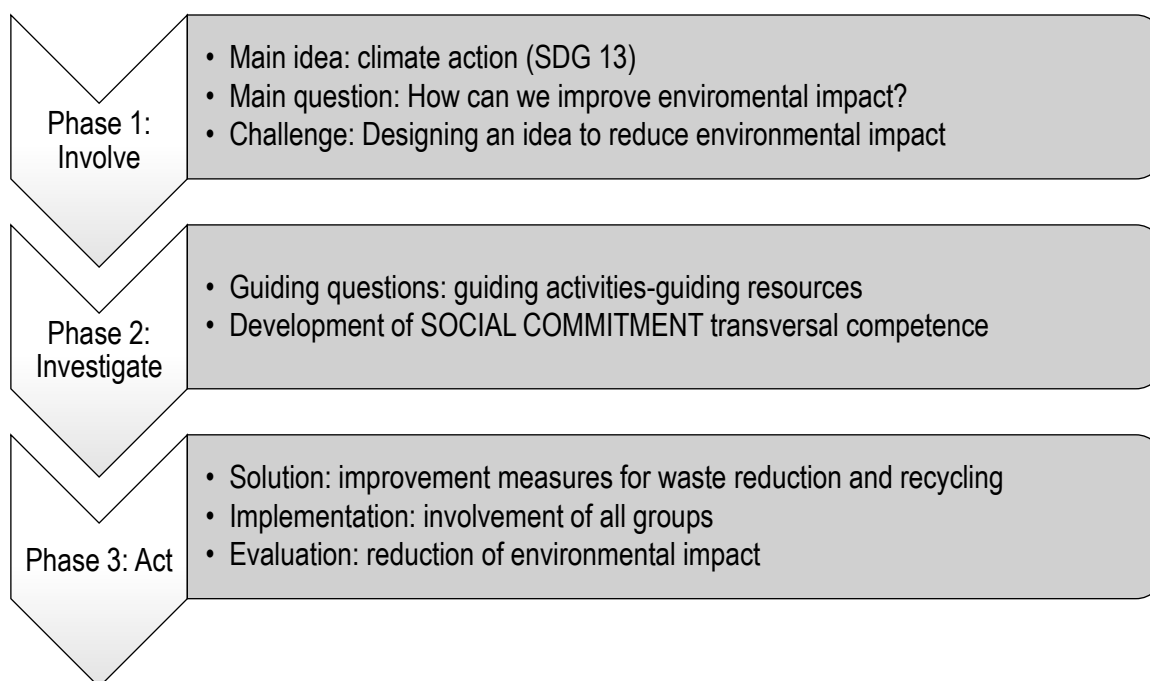 Phase 1:
Involve
• Main idea: climate action (SDG 13)
• Main question: How can we improve enviromental impact?
• Challenge: Designing an idea to reduce environmental impact
Phase 2:
Investigate
• Guiding questions: guiding activities-guiding resources
• Development of SOCIAL COMMITMENT transversal competence
Phase 3: Act
• Solution: improvement measures for waste reduction and recycling
• Implementation: involvement of all groups
• Evaluation: reduction of environmental impact